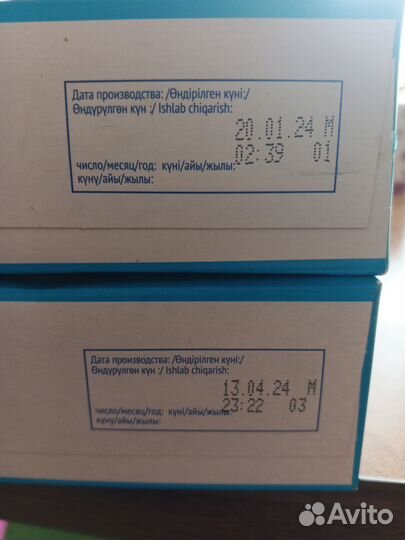 Дата производства: /Өндірілген күні:/
Өндүрүлгөн күн :/ Ishlab chiqarish:
20.01.24 M
02:39 01
число/месяц/год: күні/айы/жылы:
күнү/айы/жылы:
Дата производства: /Өндірілген күні:/
Өндүрүлгөн күн :/ Ishlab chiqarish:
13.04.24 M
23:22 03
число/месяц/год: күні/айы/жылы:
күнү/айы/жылы:
Avito